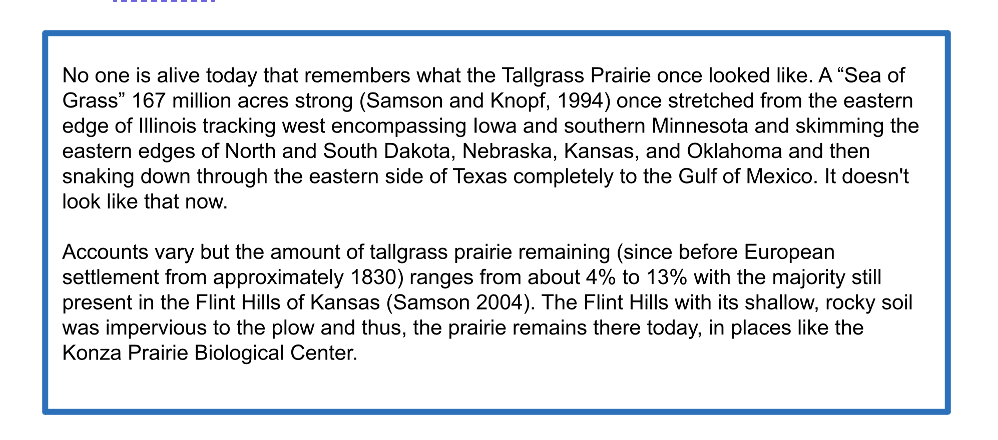 No one is alive today that remembers what the Tallgrass Prairie once looked like. A “Sea of
Grass” 167 million acres strong (Samson and Knopf, 1994) once stretched from the eastern
edge of Illinois tracking west encompassing Iowa and southern Minnesota and skimming the
eastern edges of North and South Dakota, Nebraska, Kansas, and Oklahoma and then
snaking down through the eastern side of Texas completely to the Gulf of Mexico. It doesn't
look like that now.
Accounts vary but the amount of tallgrass prairie remaining (since before European
settlement from approximately 1830) ranges from about 4% to 13% with the majority still
present in the Flint Hills of Kansas (Samson 2004). The Flint Hills with its shallow, rocky soil
was impervious to the plow and thus, the prairie remains there today, in places like the
Konza Prairie Biological Center.